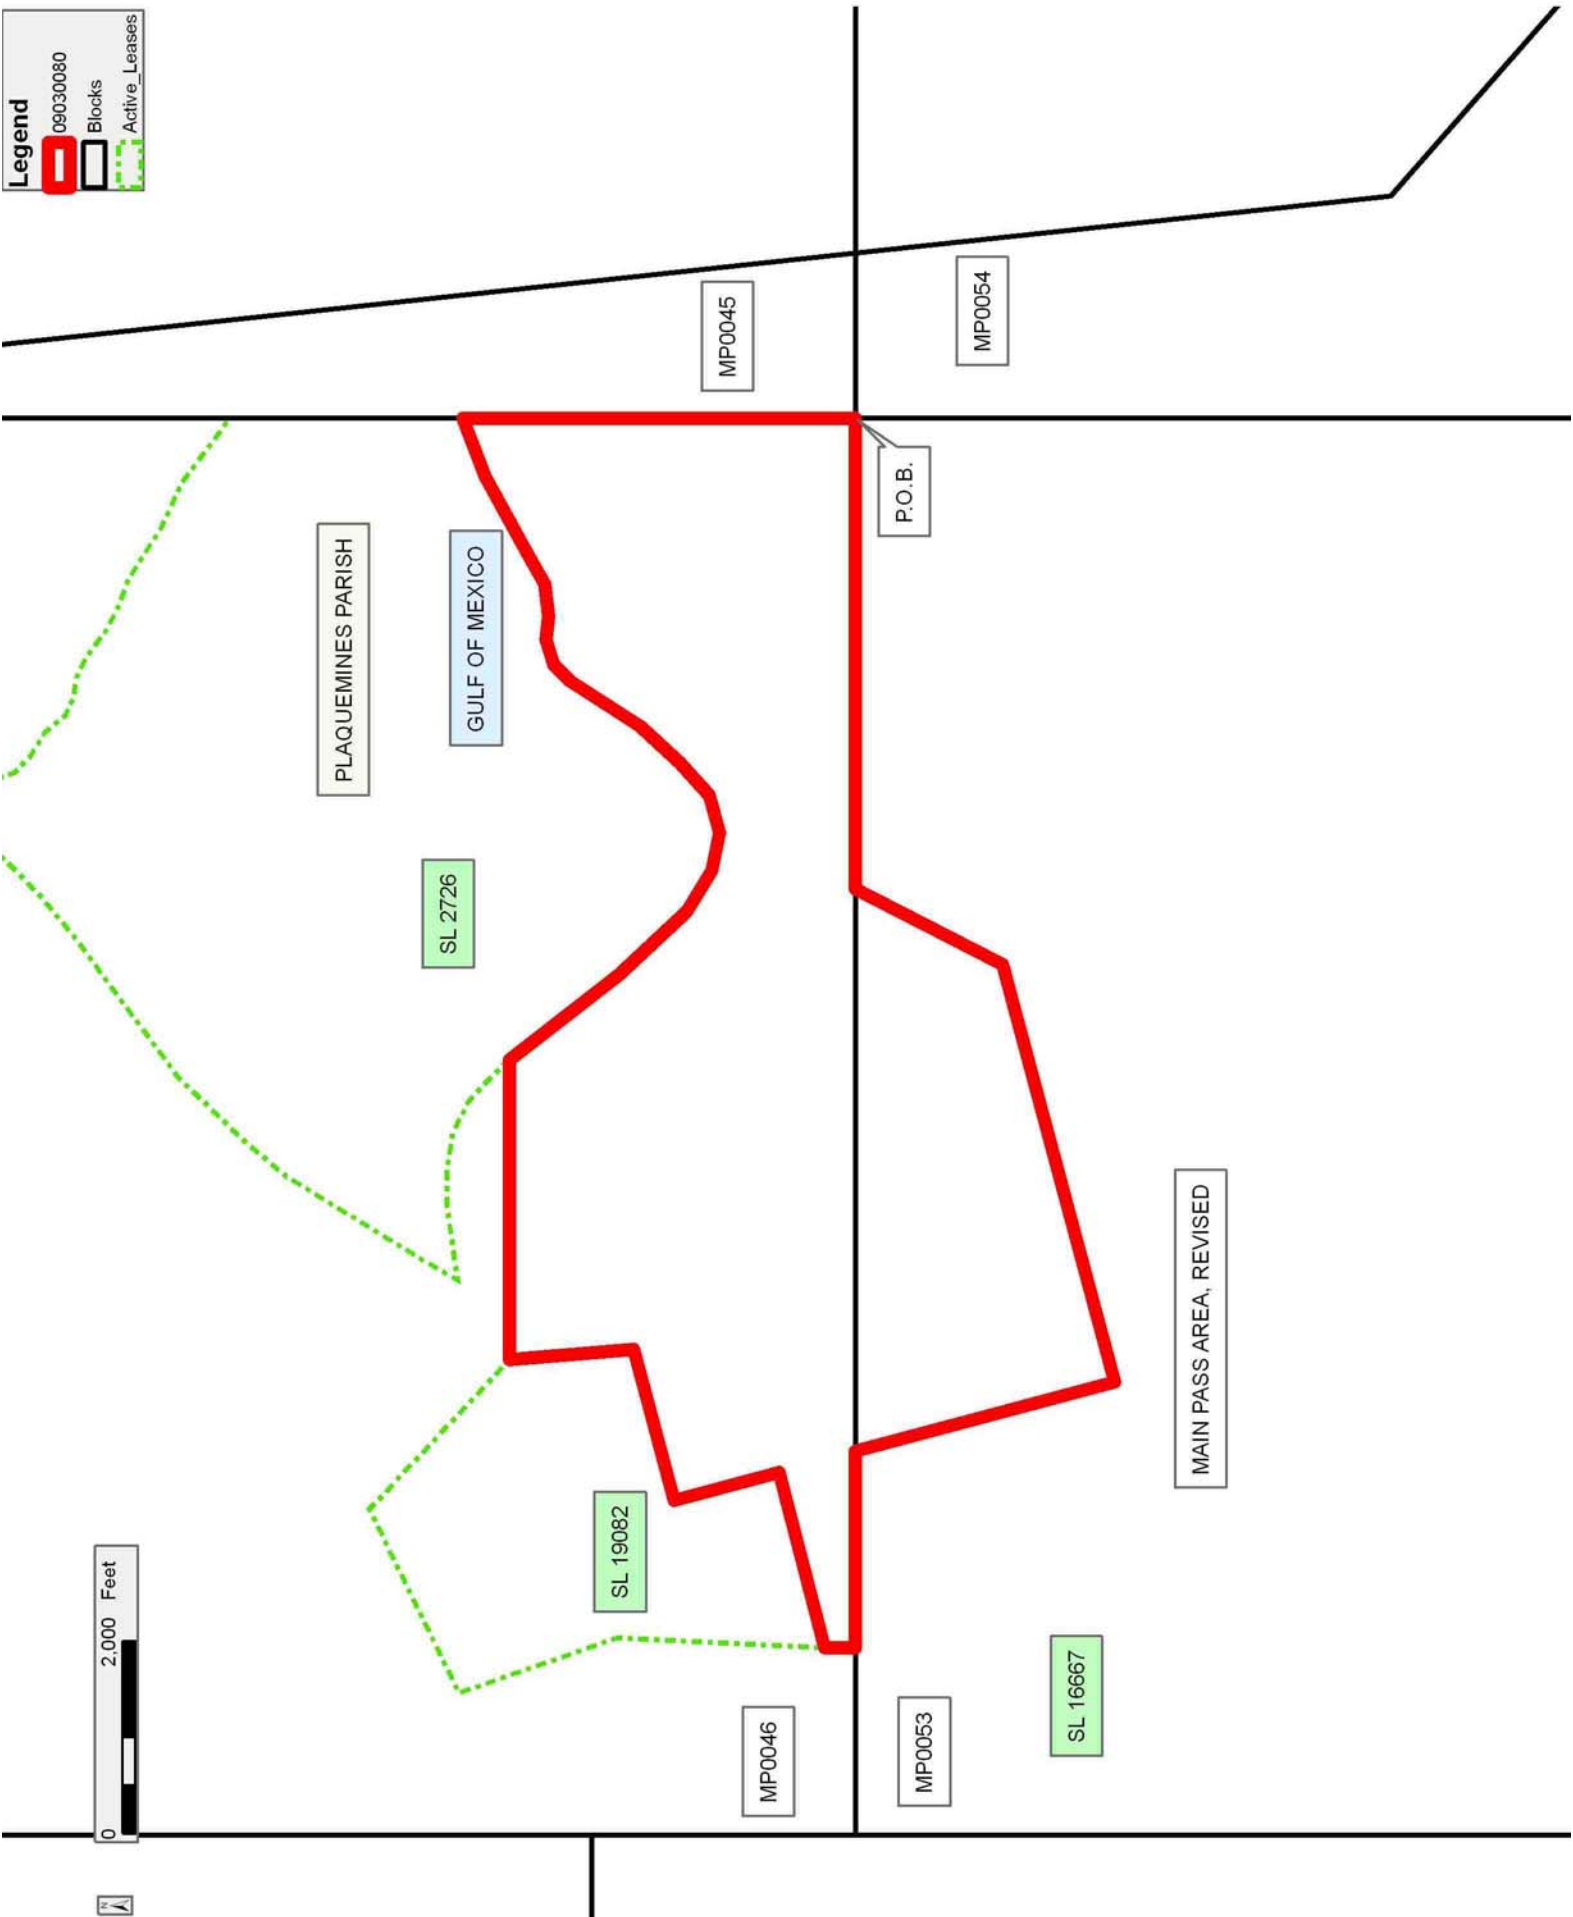 N
0 2,000 Feet
Legend
09030080
Blocks
Active_Leases
PLAQUEMINES PARISH
SL 2726
GULF OF MEXICO
SL 19082
MP0045
MP0046
P.O.B.
MP0053
MP0054
SL 16667
MAIN PASS AREA, REVISED